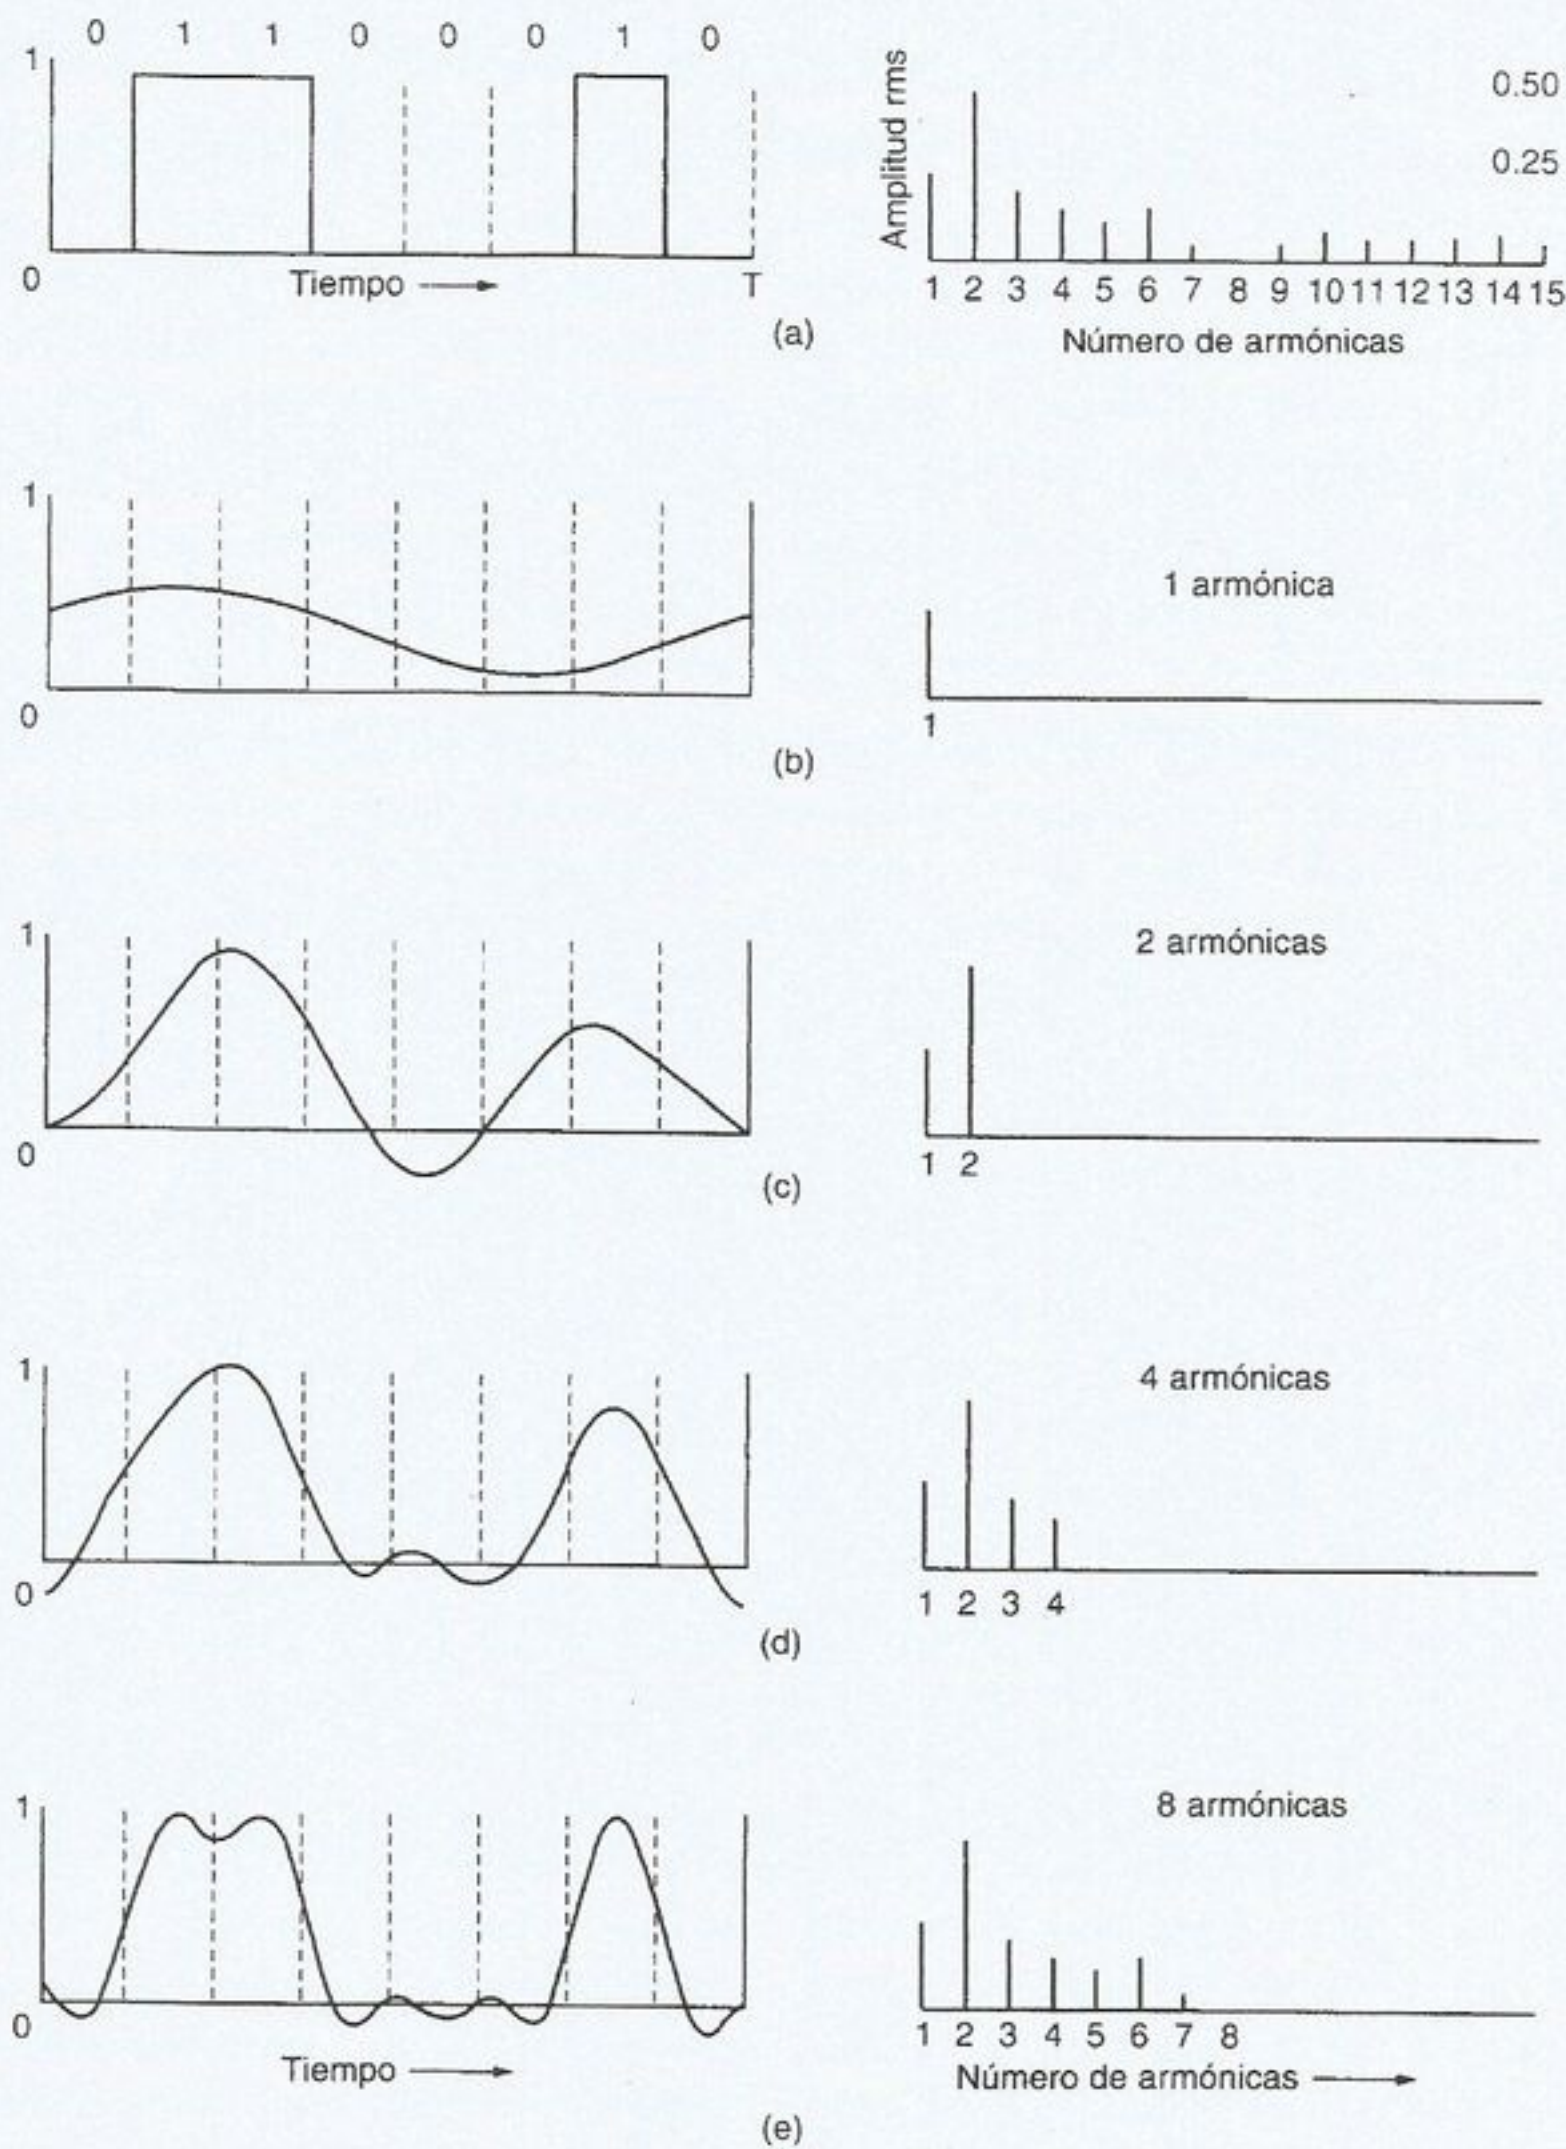 0 1 1 0 0 0 1 0
1
0
Tiempo
T
Amplitud rms
0.50
0.25
1 2 3 4 5 6 7 8 9 10 11 12 13 14 15
Número de armónicas
(a)
1
0
1 armónica
1
(b)
1
0
2 armónicas
1 2
(c)
1
0
4 armónicas
1 2 3 4
(d)
1
0
Tiempo
8 armónicas
1 2 3 4 5 6 7 8
Número de armónicas
(e)